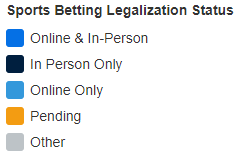 Sports Betting Legalization Status
Online & In-Person
In Person Only
Online Only
Pending
Other